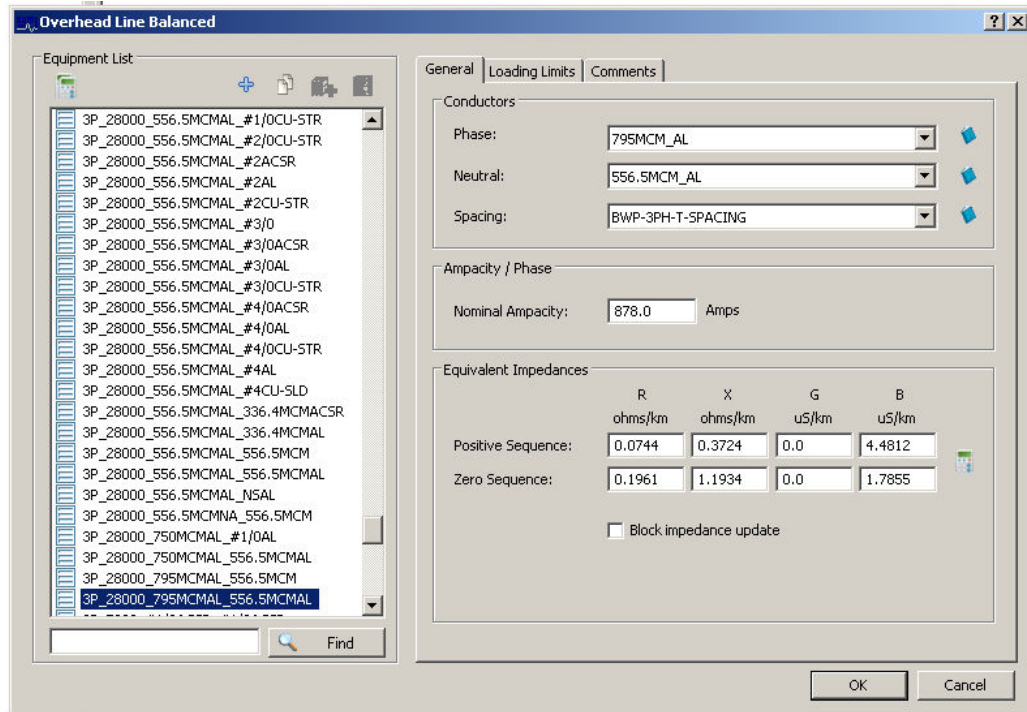 Overhead Line Balanced
Equipment List
3P_28000_556.5MCMAL_#1/0CU-STR
3P_28000_556.5MCMAL_#2/0CU-STR
3P_28000_556.5MCMAL_#2ACSR
3P_28000_556.5MCMAL_#2AL
3P_28000_556.5MCMAL_#2CU-STR
3P_28000_556.5MCMAL_#3/0
3P_28000_556.5MCMAL_#3/0ACSR
3P_28000_556.5MCMAL_#3/0AL
3P_28000_556.5MCMAL_#3/0CU-STR
3P_28000_556.5MCMAL_#4/0ACSR
3P_28000_556.5MCMAL_#4/0AL
3P_28000_556.5MCMAL_#4/0CU-STR
3P_28000_556.5MCMAL_#4AL
3P_28000_556.5MCMAL_#4CU-SLD
3P_28000_556.5MCMAL_336.4MCMACSR
3P_28000_556.5MCMAL_336.4MCMAL
3P_28000_556.5MCMAL_556.5MCM
3P_28000_556.5MCMAL_556.5MCMAL
3P_28000_556.5MCMAL_NSAL
3P_28000_556.5MCMNA_556.5MCM
3P_28000_750MCMAL_#1/0AL
3P_28000_750MCMAL_556.5MCMAL
3P_28000_795MCMAL_556.5MCM
3P_28000_795MCMAL_556.5MCMAL
Find
General Loading Limits Comments
Conductors
Phase: 795MCM_AL
Neutral: 556.5MCM_AL
Spacing: BWP-3PH-T-SPACING
Ampacity / Phase
Nominal Ampacity: 878.0 Amps
Equivalent Impedances
R X G B
ohms/km ohms/km uS/km uS/km
Positive Sequence: 0.0744 0.3724 0.0 4.4812
Zero Sequence: 0.1961 1.1934 0.0 1.7855
Block impedance update
OK Cancel